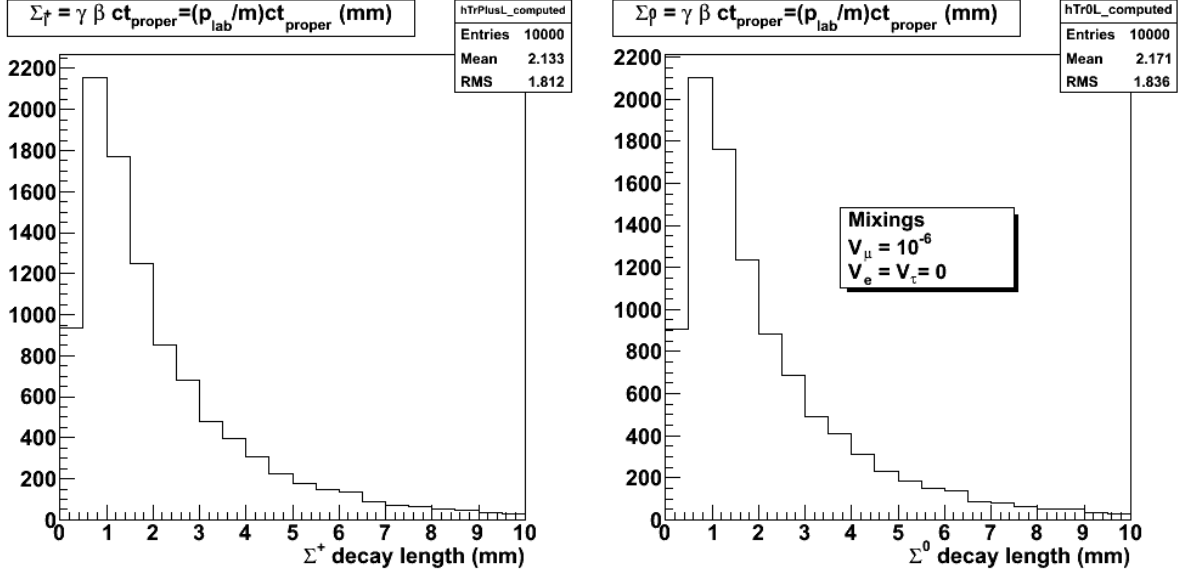 Σ⁺ = γ β ct_proper=(p_lab/m)ct_proper (mm)
hTrPlusL_computed
Entries 10000
Mean 2.133
RMS 1.812
2200
2000
1800
1600
1400
1200
1000
800
600
400
200
0
0 1 2 3 4 5 6 7 8 9 10
Σ⁺ decay length (mm)
Σ⁰ = γ β ct_proper=(p_lab/m)ct_proper (mm)
hTr0L_computed
Entries 10000
Mean 2.171
RMS 1.836
2200
2000
1800
1600
1400
1200
1000
800
600
400
200
0
Mixings
V_μ = 10⁻⁶
V_e = V_τ= 0
0 1 2 3 4 5 6 7 8 9 10
Σ⁰ decay length (mm)